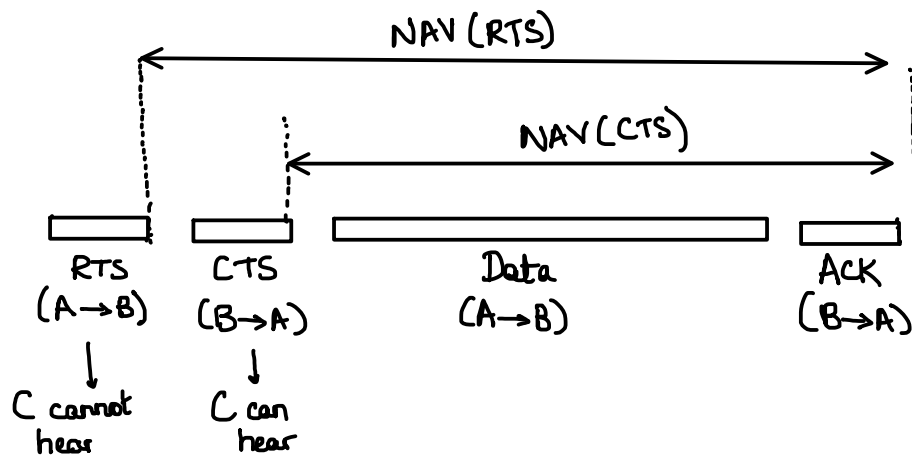 NAV (RTS)
NAV (CTS)
RTS
(A→B)
CTS
(B→A)
Data
(A→B)
ACK
(B→A)
C cannot
hear
C can
hear